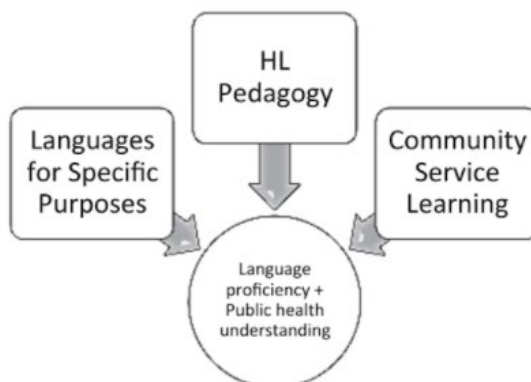 HL
Pedagogy
Languages
for Specific
Purposes
Community
Service
Learning
Language
proficiency +
Public health
understanding